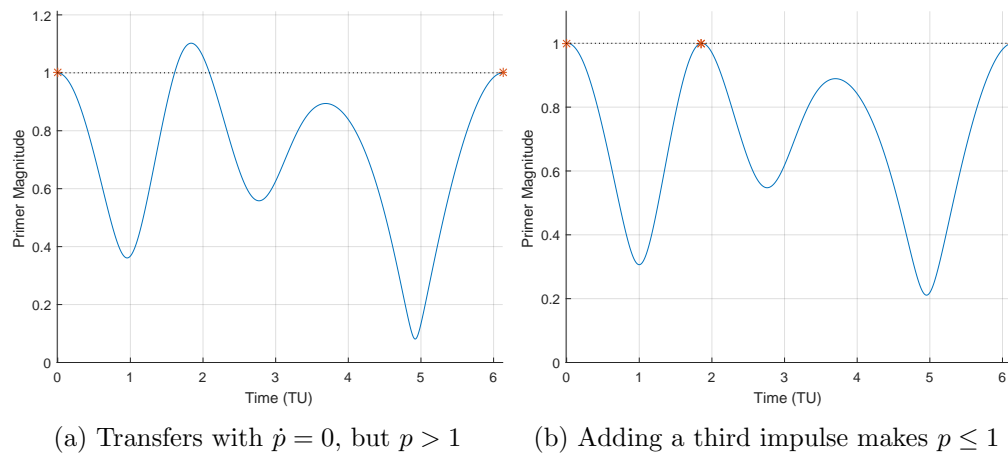 1.2
1
0.8
0.6
0.4
0.2
0
Primer Magnitude
0 1 2 3 4 5 6
Time (TU)
(a) Transfers with ṗ = 0, but p > 1
1
0.8
0.6
0.4
0.2
0
Primer Magnitude
0 1 2 3 4 5 6
Time (TU)
(b) Adding a third impulse makes p ≤ 1